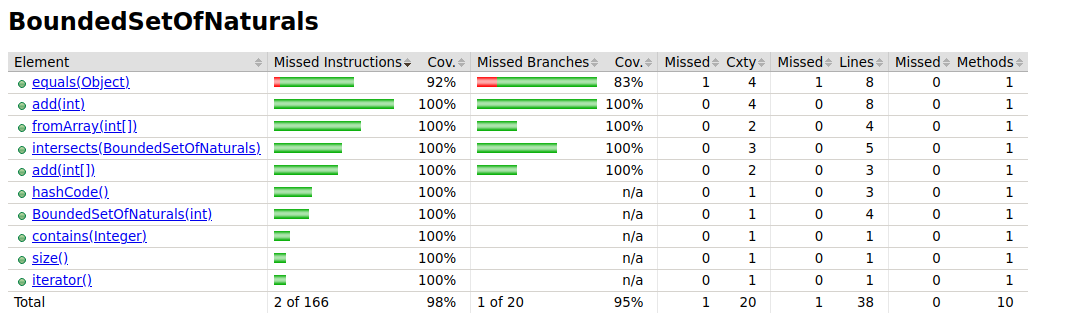 BoundedSetOfNaturals
Element Missed Instructions Cov. Missed Branches Cov. Missed Cxty Missed Lines Missed Methods
equals(Object) 92% 83% 1 4 1 8 0 1
add(int) 100% 100% 0 4 0 8 0 1
fromArray(int[]) 100% 100% 0 2 0 4 0 1
intersects(BoundedSetOfNaturals) 100% 100% 0 3 0 5 0 1
add(int[]) 100% 100% 0 2 0 3 0 1
hashCode() 100% n/a 0 1 0 3 0 1
BoundedSetOfNaturals(int) 100% n/a 0 1 0 4 0 1
contains(Integer) 100% n/a 0 1 0 1 0 1
size() 100% n/a 0 1 0 1 0 1
iterator() 100% n/a 0 1 0 1 0 1
Total 2 of 166 98% 1 of 20 95% 1 20 1 38 0 10